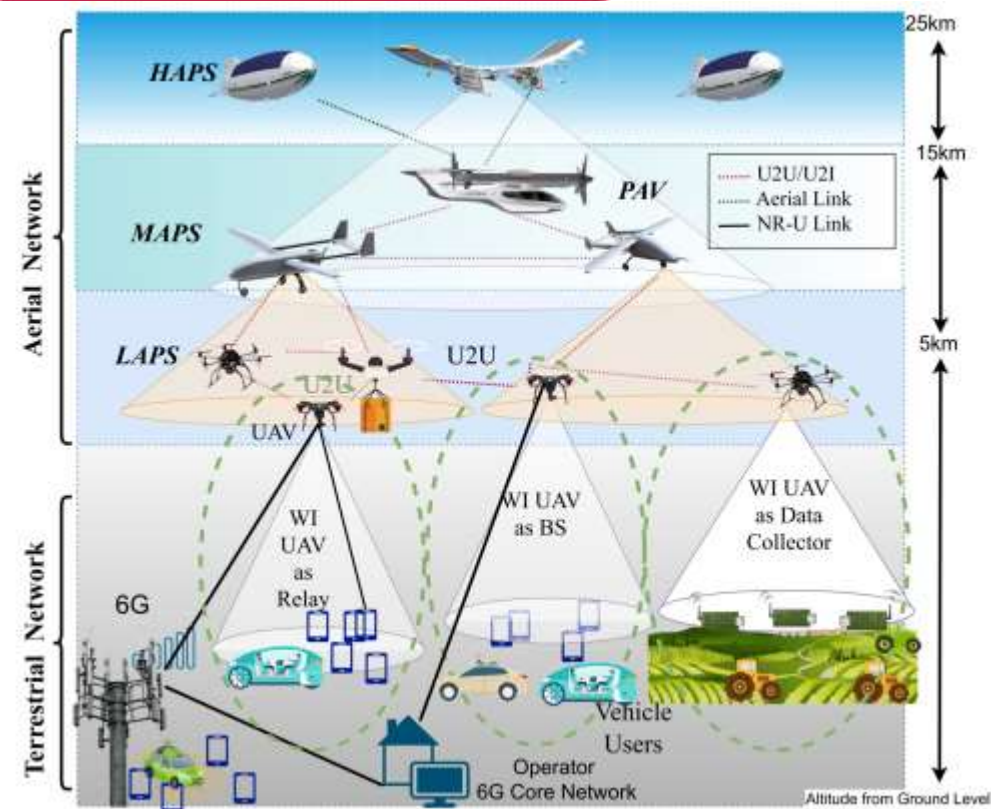 25km
HAPS
15km
U2U/U2I
Aerial Link
NR-U Link
PAV
MAPS
Aerial Network
5km
LAPS
U2U
U2U
UAV
WI
UAV
as
Relay
WI UAV
as BS
WI UAV
as Data
Collector
6G
Terrestrial Network
Vehicle
Users
Operator
6G Core Network
Altitude from Ground Level